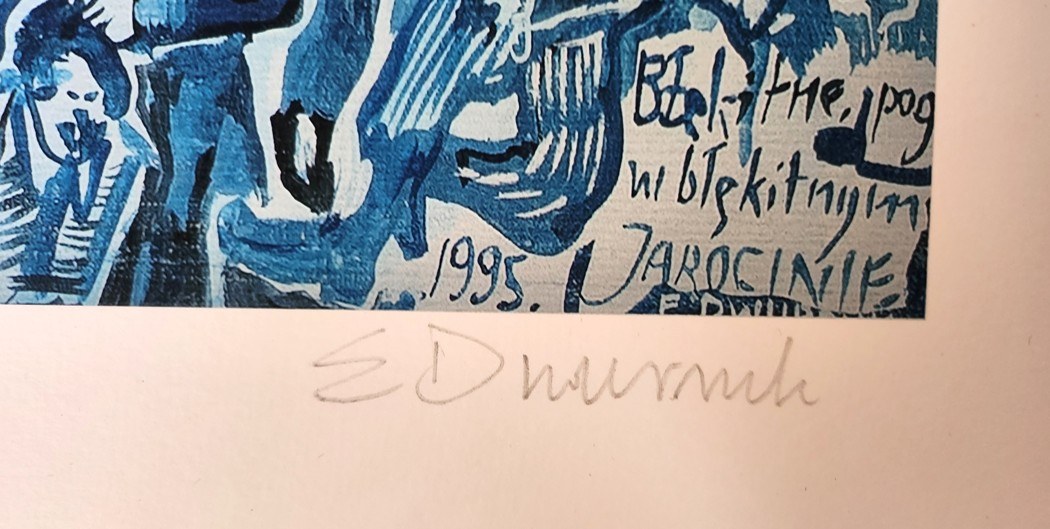 Błękitne pog
w błękitnym
1995. JAROCINIE
E Dwurnik